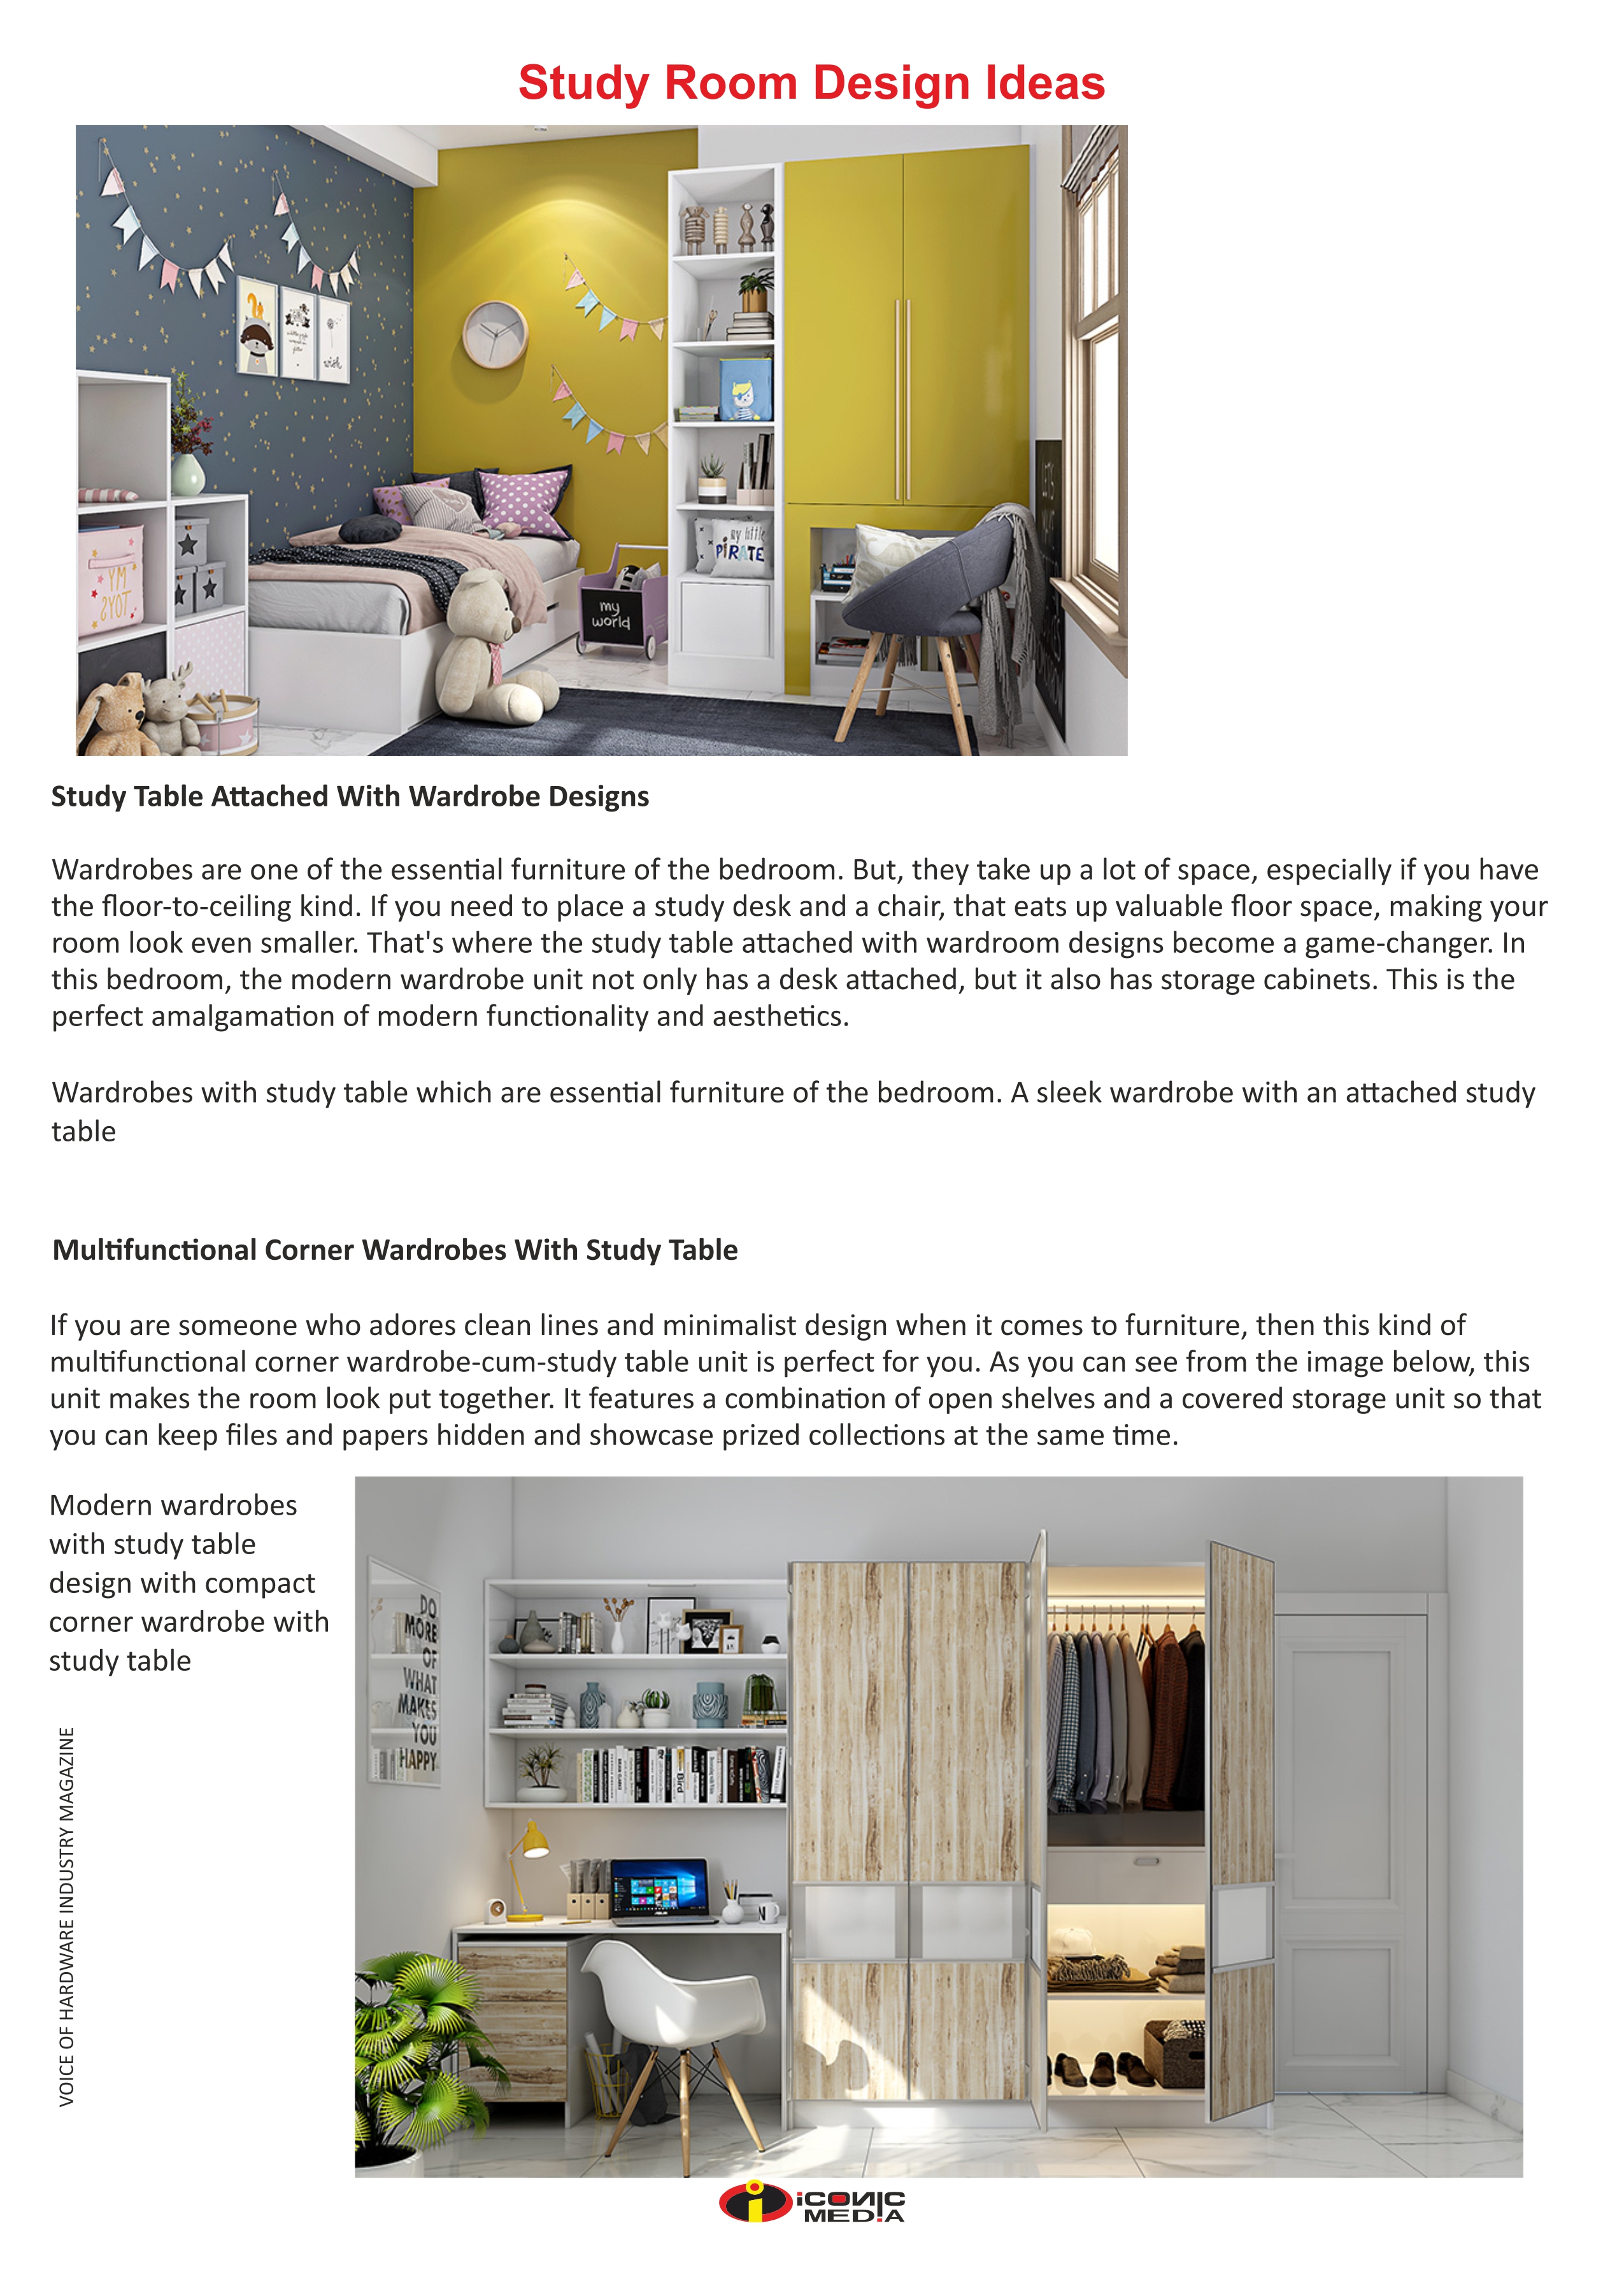 Study Room Design Ideas
wish
MY
TOYS
my
world
my little
PIRATE
Study Table Attached With Wardrobe Designs
Wardrobes are one of the essential furniture of the bedroom. But, they take up a lot of space, especially if you have
the floor-to-ceiling kind. If you need to place a study desk and a chair, that eats up valuable floor space, making your
room look even smaller. That's where the study table attached with wardroom designs become a game-changer. In
this bedroom, the modern wardrobe unit not only has a desk attached, but it also has storage cabinets. This is the
perfect amalgamation of modern functionality and aesthetics.
Wardrobes with study table which are essential furniture of the bedroom. A sleek wardrobe with an attached study
table
Multifunctional Corner Wardrobes With Study Table
If you are someone who adores clean lines and minimalist design when it comes to furniture, then this kind of
multifunctional corner wardrobe-cum-study table unit is perfect for you. As you can see from the image below, this
unit makes the room look put together. It features a combination of open shelves and a covered storage unit so that
you can keep files and papers hidden and showcase prized collections at the same time.
Modern wardrobes
with study table
design with compact
corner wardrobe with
study table
DO
MORE
OF
WHAT
MAKES
YOU
HAPPY
Bird
N
VOICE OF HARDWARE INDUSTRY MAGAZINE
iCONIC
MEDIA